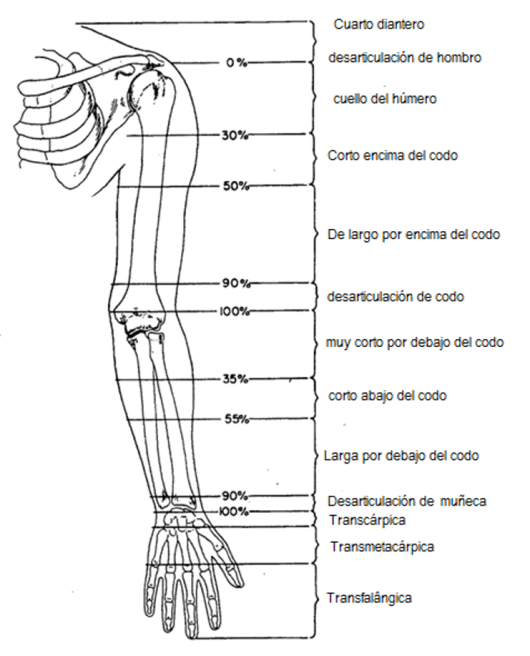 Cuarto diantero
0% desarticulación de hombro
cuello del húmero
30%
Corto encima del codo
50%
De largo por encima del codo
90%
desarticulación de codo
100%
muy corto por debajo del codo
35%
corto abajo del codo
55%
Larga por debajo del codo
90%
Desarticulación de muñeca
100%
Transcárpica
Transmetacárpica
Transfalângica